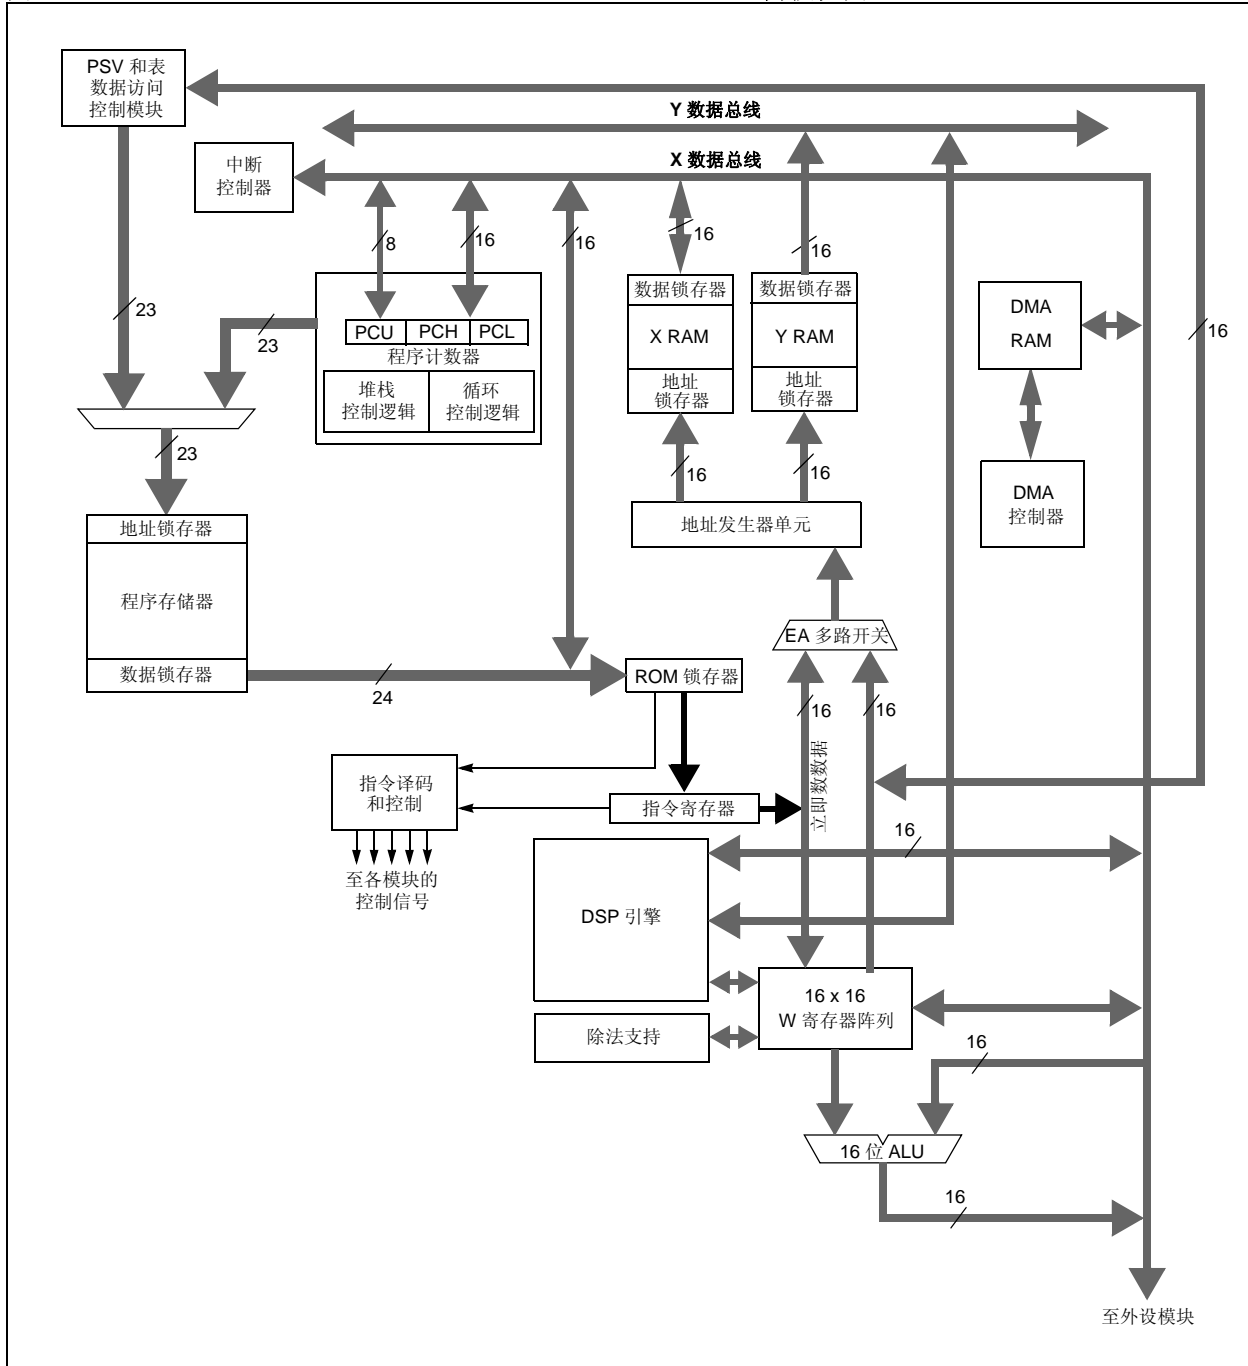 PSV 和表
数据访问
控制模块
Y 数据总线
X 数据总线
中断
控制器
8
16
16
16
16
23
23
16
数据锁存器
X RAM
地址
锁存器
数据锁存器
Y RAM
地址
锁存器
DMA
RAM
PCU
PCH
PCL
程序计数器
堆栈
控制逻辑
循环
控制逻辑
23
16
16
DMA
控制器
地址发生器单元
地址锁存器
程序存储器
数据锁存器
24
EA 多路开关
ROM 锁存器
16
16
立即数数据
指令译码
和控制
指令寄存器
16
至各模块的
控制信号
DSP 引擎
16 x 16
W 寄存器阵列
除法支持
16
16 位 ALU
16
至外设模块